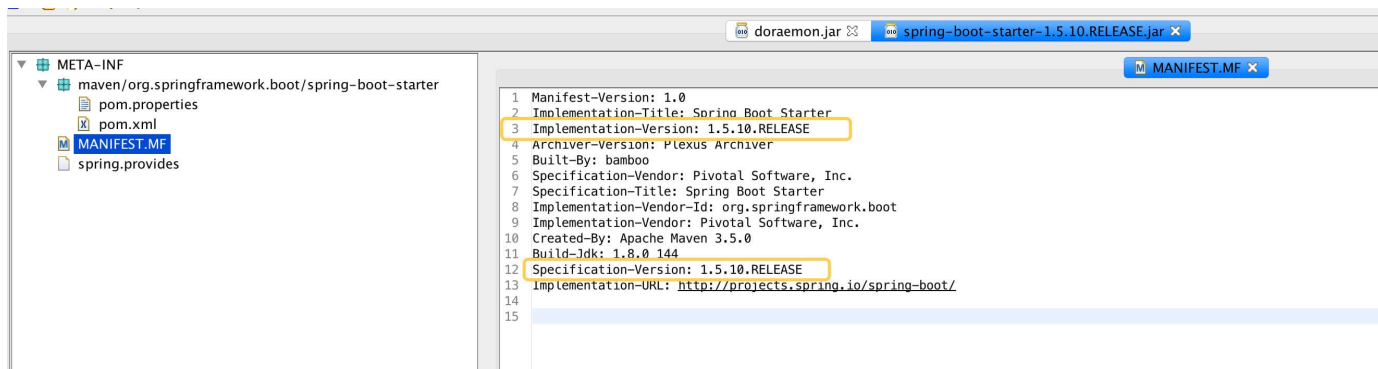 doraemon.jar
spring-boot-starter-1.5.10.RELEASE.jar
META-INF
maven/org.springframework.boot/spring-boot-starter
pom.properties
pom.xml
MANIFEST.MF
spring.provides
MANIFEST.MF
1 Manifest-Version: 1.0
2 Implementation-Title: Spring Boot Starter
3 Implementation-Version: 1.5.10.RELEASE
4 Archiver-Version: Plexus Archiver
5 Built-By: bamboo
6 Specification-Vendor: Pivotal Software, Inc.
7 Specification-Title: Spring Boot Starter
8 Implementation-Vendor-Id: org.springframework.boot
9 Implementation-Vendor: Pivotal Software, Inc.
10 Created-By: Apache Maven 3.5.0
11 Build-Jdk: 1.8.0_144
12 Specification-Version: 1.5.10.RELEASE
13 Implementation-URL: http://projects.spring.io/spring-boot/
14
15